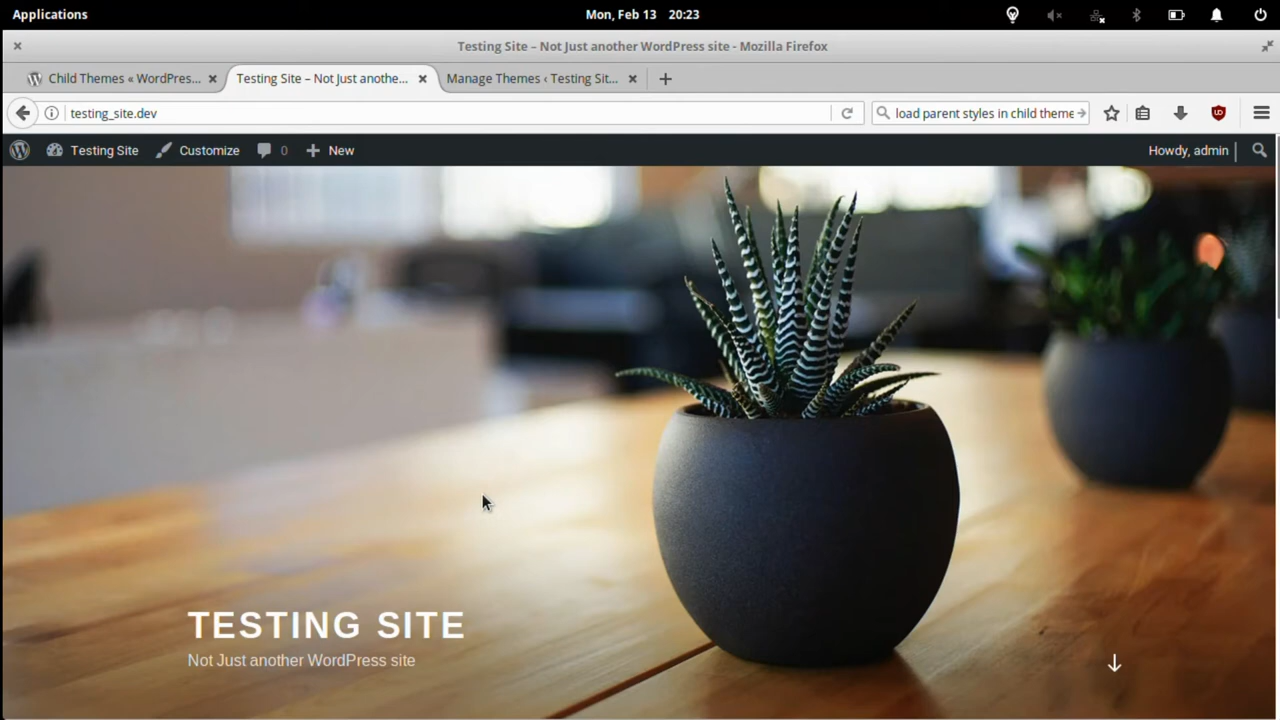 Applications
Mon, Feb 13 20:23
Testing Site – Not Just another WordPress site - Mozilla Firefox
Child Themes « WordPres...
Testing Site – Not Just anothe...
Manage Themes ‹ Testing Sit...
testing_site.dev
load parent styles in child theme
Testing Site
Customize
0
New
Howdy, admin
TESTING SITE
Not Just another WordPress site